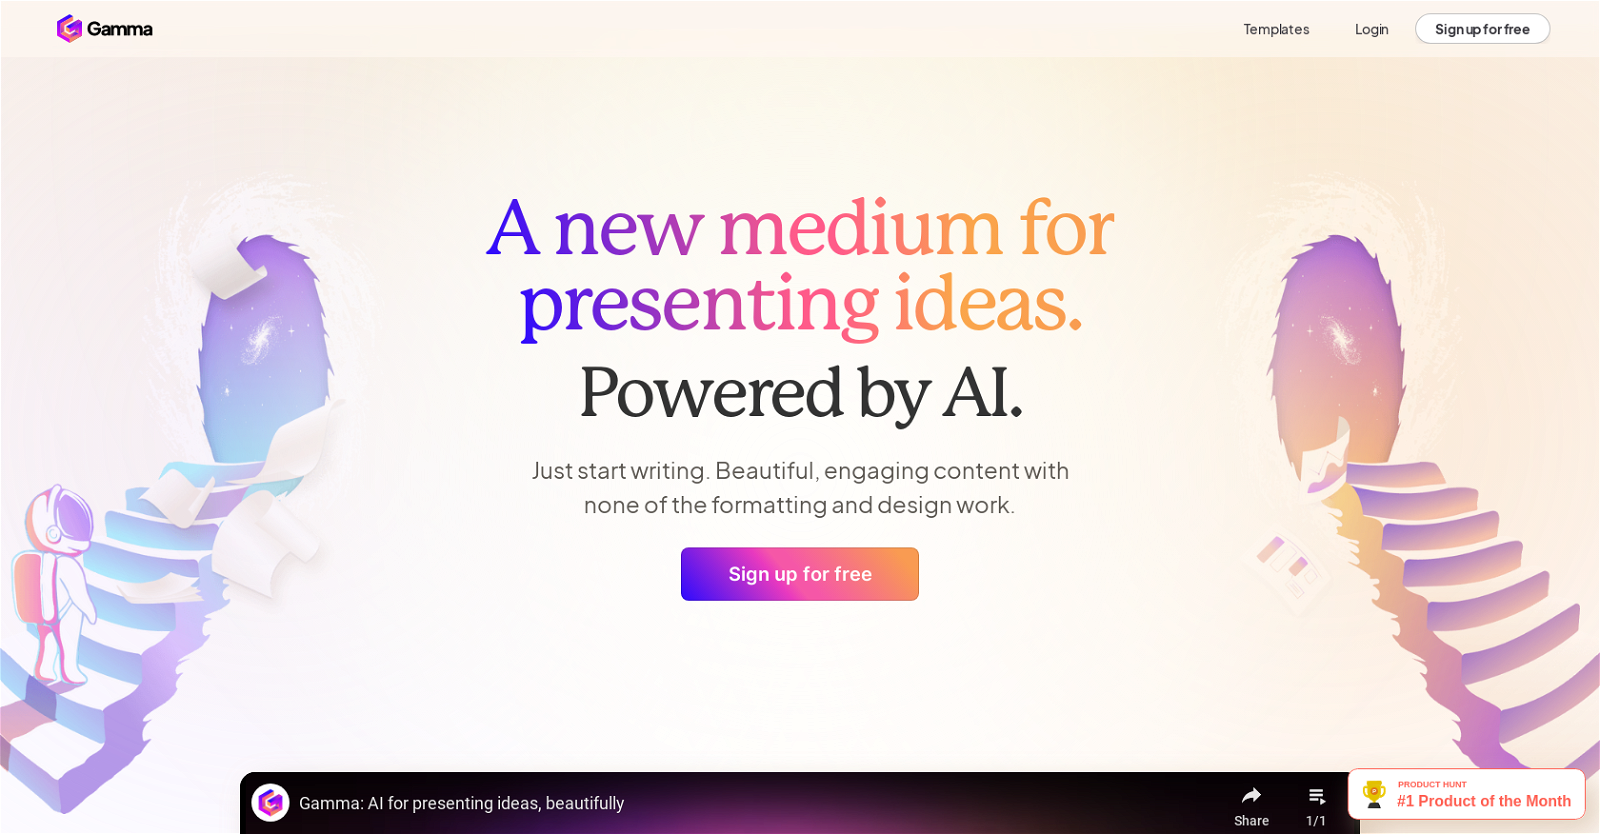 Gamma
Templates
Login
Sign up for free
A new medium for
presenting ideas.
Powered by AI.
Just start writing. Beautiful, engaging content with
none of the formatting and design work.
Sign up for free
Gamma: AI for presenting ideas, beautifully
Share
1/1
PRODUCT HUNT
#1 Product of the Month